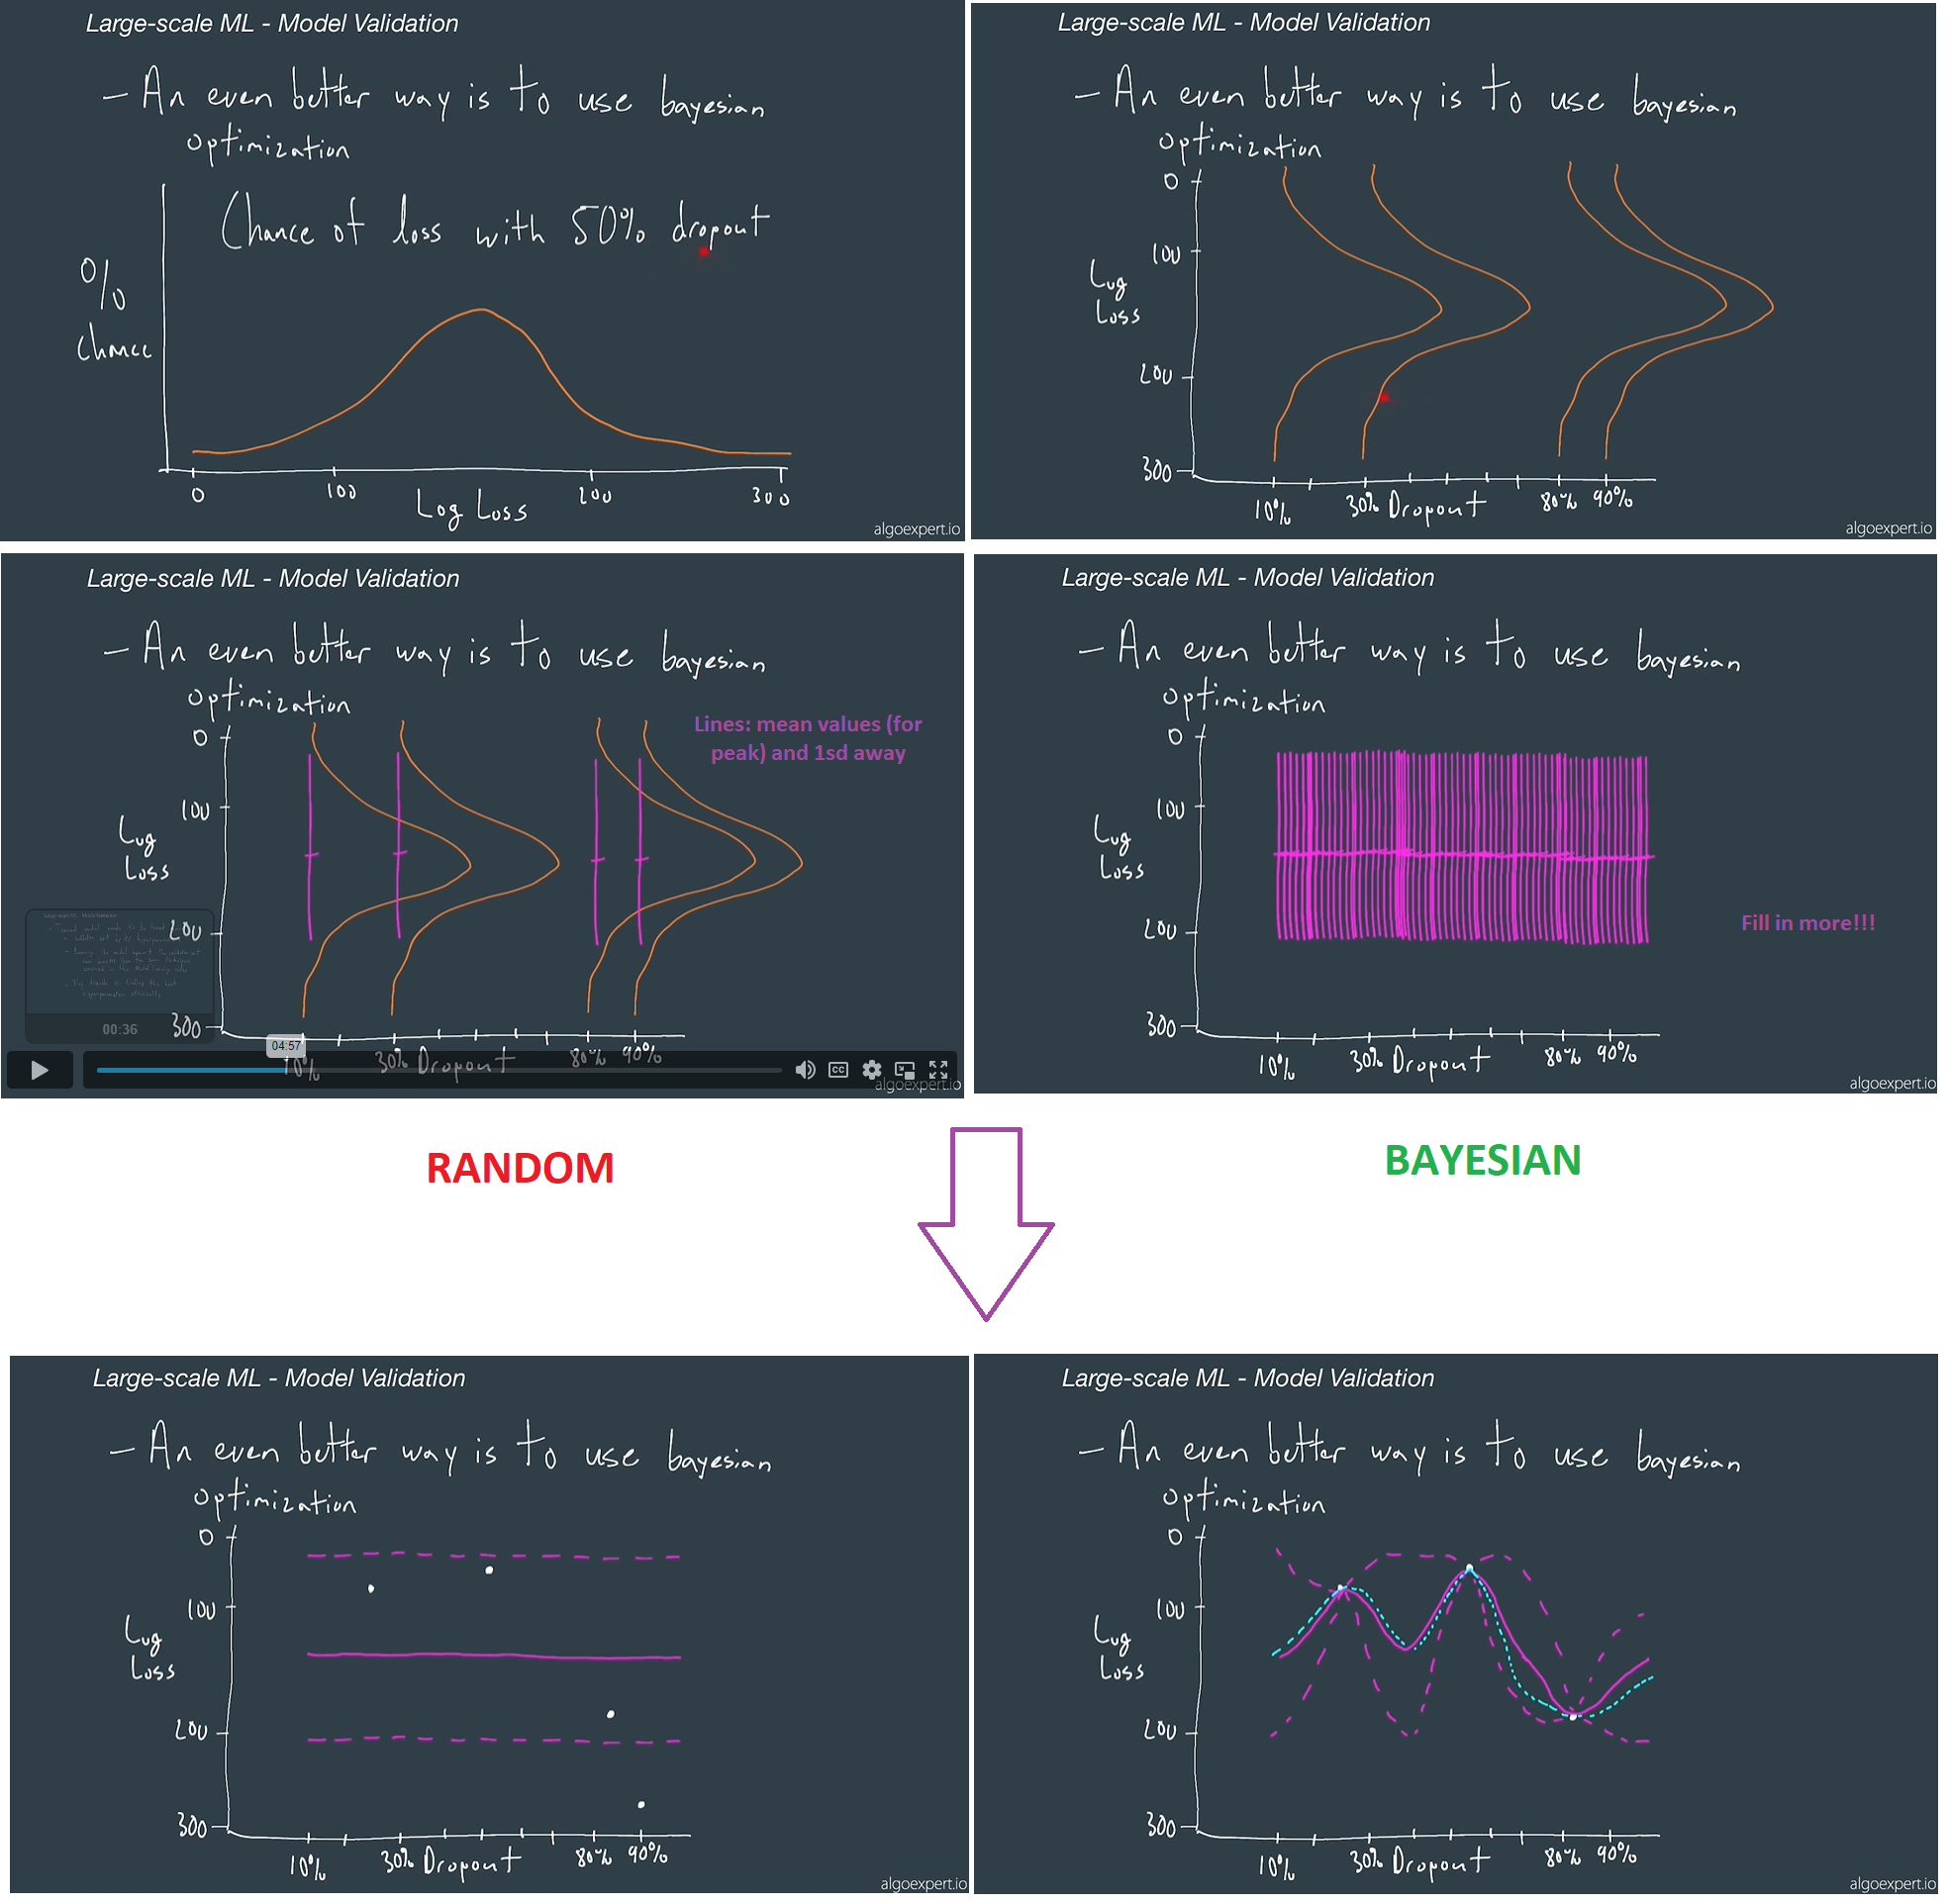 Large-scale ML - Model Validation
- An even better way is to use bayesian
optimization
Chance of loss with 50% dropout
%
Chance
0 100 200 300
Log Loss
algoexpert.io
Large-scale ML - Model Validation
- An even better way is to use bayesian
optimization
0
100
Log
Loss
200
300
10% 30% Dropout 80% 90%
algoexpert.io
Large-scale ML - Model Validation
- An even better way is to use bayesian
optimization
Lines: mean values (for
peak) and 1sd away
0
100
Log
Loss
200
300
00:36
04:57
10% 30% Dropout 80% 90%
CC
algoexpert.io
Large-scale ML - Model Validation
- An even better way is to use bayesian
optimization
0
100
Log
Loss
200
Fill in more!!!
300
10% 30% Dropout 80% 90%
algoexpert.io
RANDOM
BAYESIAN
Large-scale ML - Model Validation
- An even better way is to use bayesian
optimization
0
100
Log
Loss
200
300
10% 30% Dropout 80% 90%
algoexpert.io
Large-scale ML - Model Validation
- An even better way is to use bayesian
optimization
0
100
Log
Loss
200
300
10% 30% Dropout 80% 90%
algoexpert.io